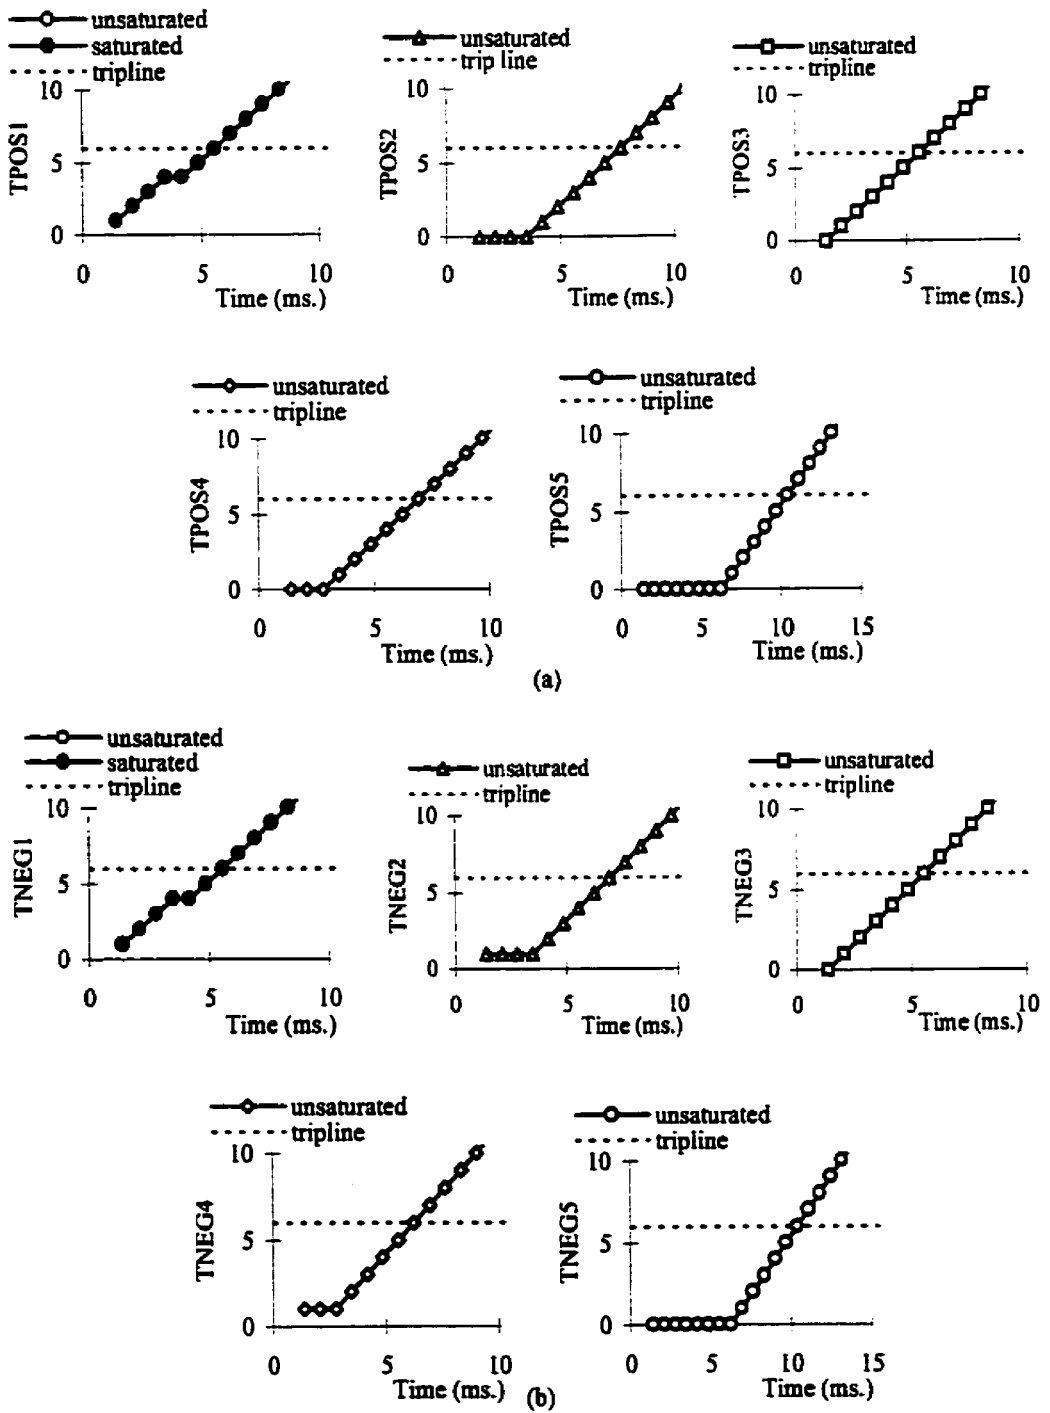 unsaturated
saturated
tripline
10
5
0
TPOS1
0 5 10
Time (ms.)
unsaturated
trip line
10
5
0
TPOS2
0 5 10
Time (ms.)
unsaturated
tripline
10
5
0
TPOS3
0 5 10
Time (ms.)
unsaturated
tripline
10
5
0
TPOS4
0 5 10
Time (ms.)
unsaturated
tripline
10
5
0
TPOS5
0 5 10 15
Time (ms.)
(a)
unsaturated
saturated
tripline
10
5
0
TNEG1
0 5 10
Time (ms.)
unsaturated
tripline
10
5
0
TNEG2
0 5 10
Time (ms.)
unsaturated
tripline
10
5
0
TNEG3
0 5 10
Time (ms.)
unsaturated
tripline
10
5
0
TNEG4
0 5 10
Time (ms.)
unsaturated
tripline
10
5
0
TNEG5
0 5 10 15
Time (ms.)
(b)